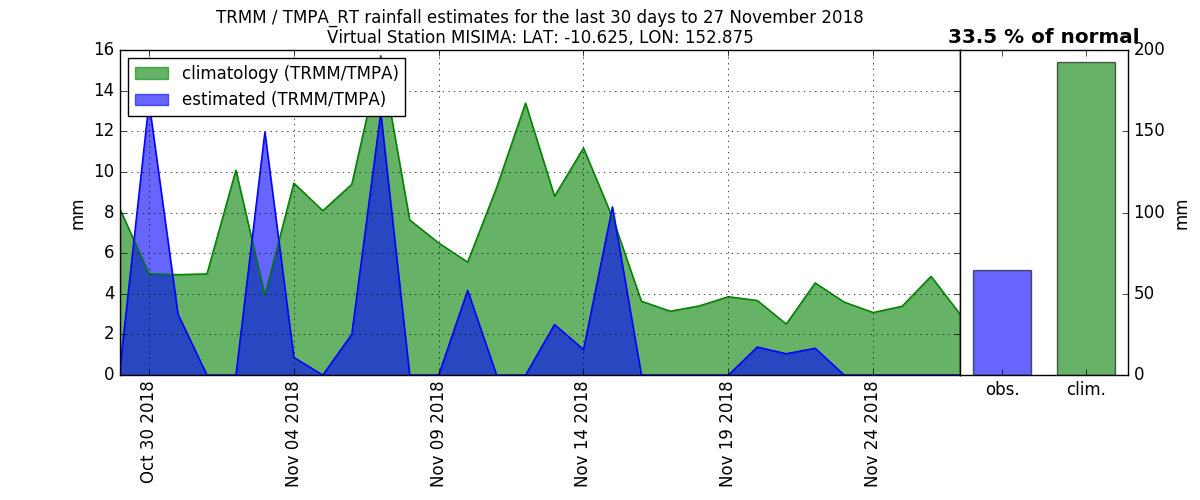 TRMM / TMPA_RT rainfall estimates for the last 30 days to 27 November 2018
Virtual Station MISIMA: LAT: -10.625, LON: 152.875
33.5 % of normal
climatology (TRMM/TMPA)
estimated (TRMM/TMPA)
16
14
12
10
8
6
4
2
0
mm
Oct 30 2018
Nov 04 2018
Nov 09 2018
Nov 14 2018
Nov 19 2018
Nov 24 2018
200
150
100
50
0
mm
obs.
clim.